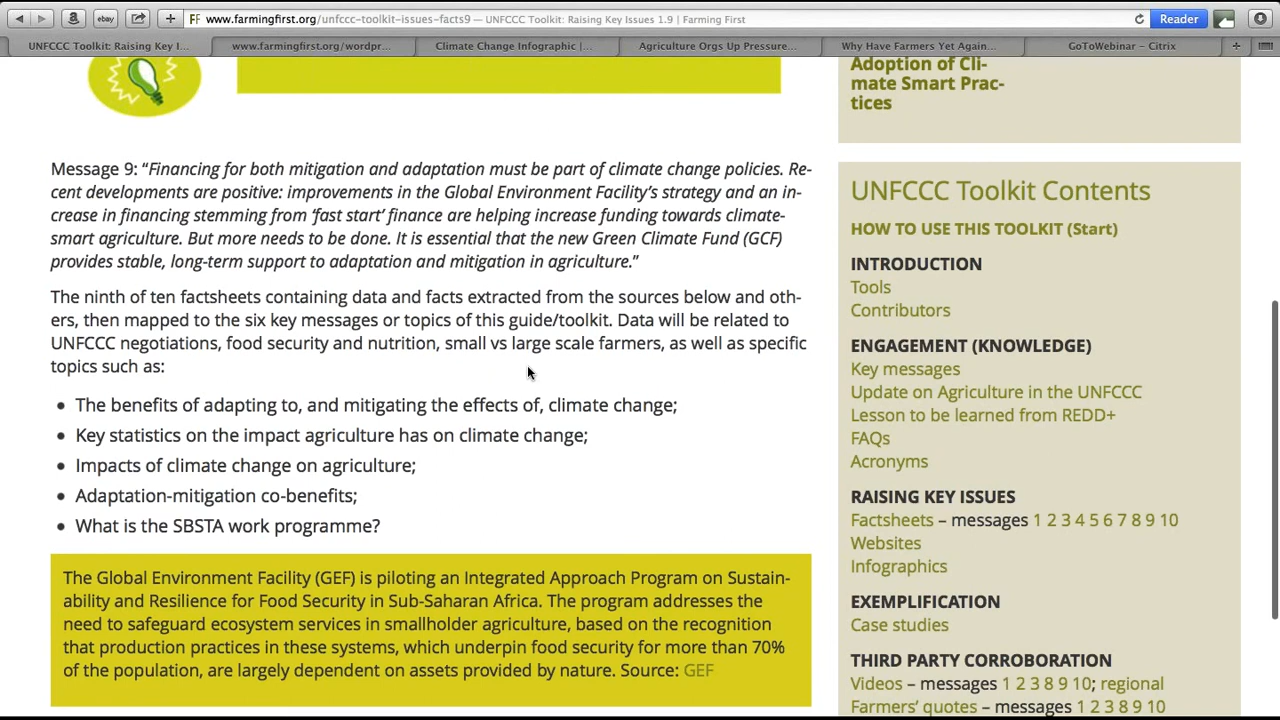 www.farmingfirst.org/unfccc-toolkit-issues-facts9 — UNFCCC Toolkit: Raising Key Issues 1.9 | Farming First
Reader
UNFCCC Toolkit: Raising Key I...
www.farmingfirst.org/wordpr...
Climate Change Infographic |...
Agriculture Orgs Up Pressure...
Why Have Farmers Yet Again...
GoToWebinar – Citrix
Message 9: “Financing for both mitigation and adaptation must be part of climate change policies. Re-
cent developments are positive: improvements in the Global Environment Facility’s strategy and an in-
crease in financing stemming from ‘fast start’ finance are helping increase funding towards climate-
smart agriculture. But more needs to be done. It is essential that the new Green Climate Fund (GCF)
provides stable, long-term support to adaptation and mitigation in agriculture.”
The ninth of ten factsheets containing data and facts extracted from the sources below and oth-
ers, then mapped to the six key messages or topics of this guide/toolkit. Data will be related to
UNFCCC negotiations, food security and nutrition, small vs large scale farmers, as well as specific
topics such as:
• The benefits of adapting to, and mitigating the effects of, climate change;
• Key statistics on the impact agriculture has on climate change;
• Impacts of climate change on agriculture;
• Adaptation-mitigation co-benefits;
• What is the SBSTA work programme?
The Global Environment Facility (GEF) is piloting an Integrated Approach Program on Sustain-
ability and Resilience for Food Security in Sub-Saharan Africa. The program addresses the
need to safeguard ecosystem services in smallholder agriculture, based on the recognition
that production practices in these systems, which underpin food security for more than 70%
of the population, are largely dependent on assets provided by nature. Source: GEF
Adoption of Cli-
mate Smart Prac-
tices
UNFCCC Toolkit Contents
HOW TO USE THIS TOOLKIT (Start)
INTRODUCTION
Tools
Contributors
ENGAGEMENT (KNOWLEDGE)
Key messages
Update on Agriculture in the UNFCCC
Lesson to be learned from REDD+
FAQs
Acronyms
RAISING KEY ISSUES
Factsheets – messages 1 2 3 4 5 6 7 8 9 10
Websites
Infographics
EXEMPLIFICATION
Case studies
THIRD PARTY CORROBORATION
Videos – messages 1 2 3 8 9 10; regional
Farmers’ quotes – messages 1 2 3 8 9 10